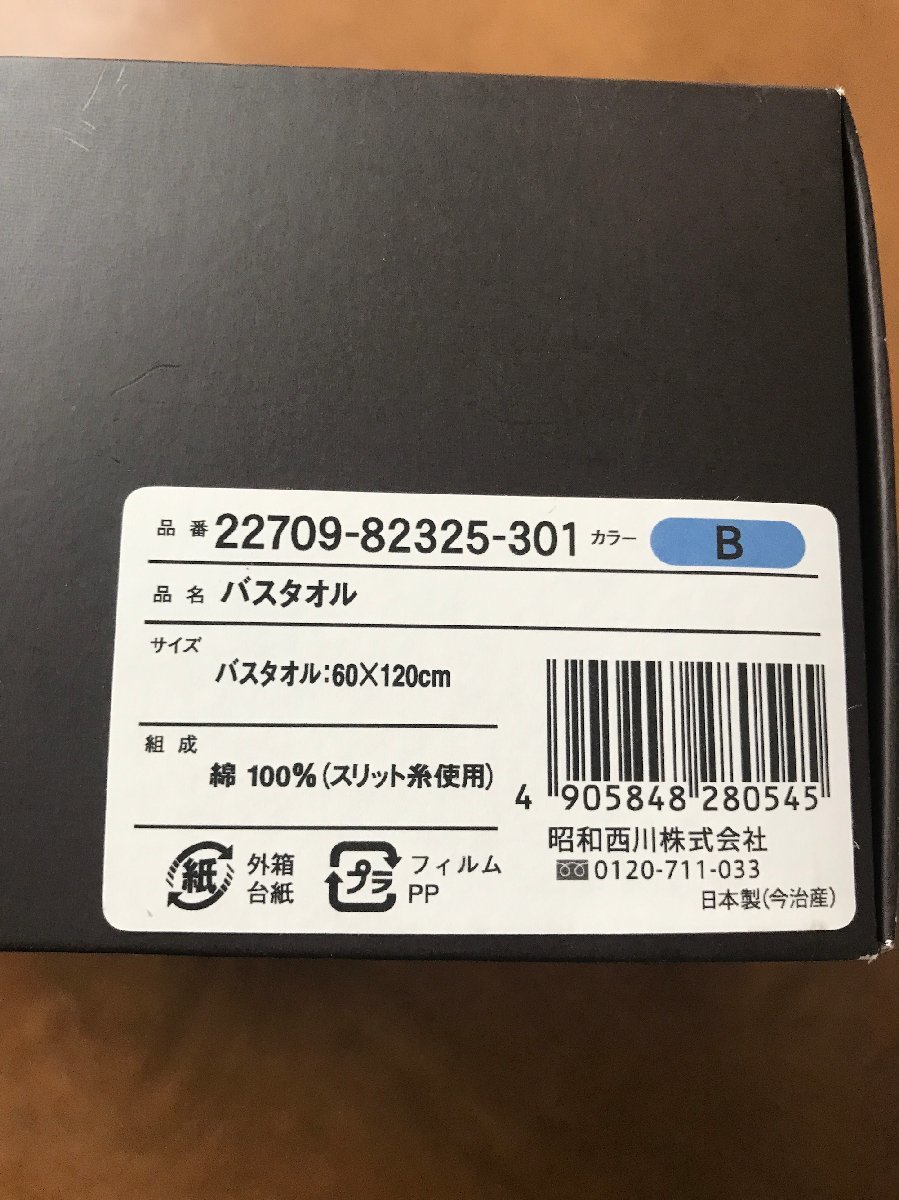 品番 22709-82325-301 カラー B
品名 バスタオル
サイズ
バスタオル:60×120cm
組成
綿 100%(スリット糸使用)
4 905848 280545
昭和西川株式会社
0120-711-033
日本製(今治産)
紙 外箱
台紙
プラ フィルム
PP